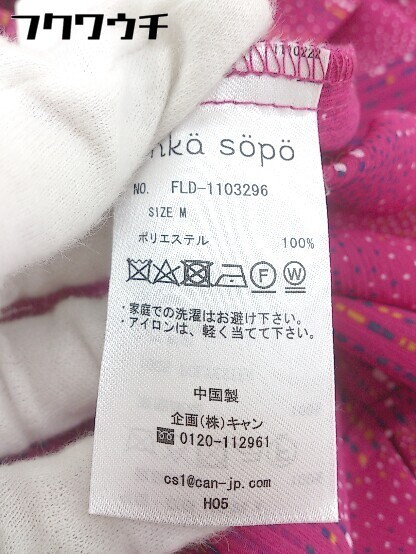 フクワウチ
1110222
nkä söpö
NO. FLD-1103296
SIZE M
ポリエステル 100%
F W
・家庭での洗濯はお避け下さい。
・アイロンは、軽く当てて下さい。
中国製
企画(株)キャン
0120-112961
cs1@can-jp.com
H05